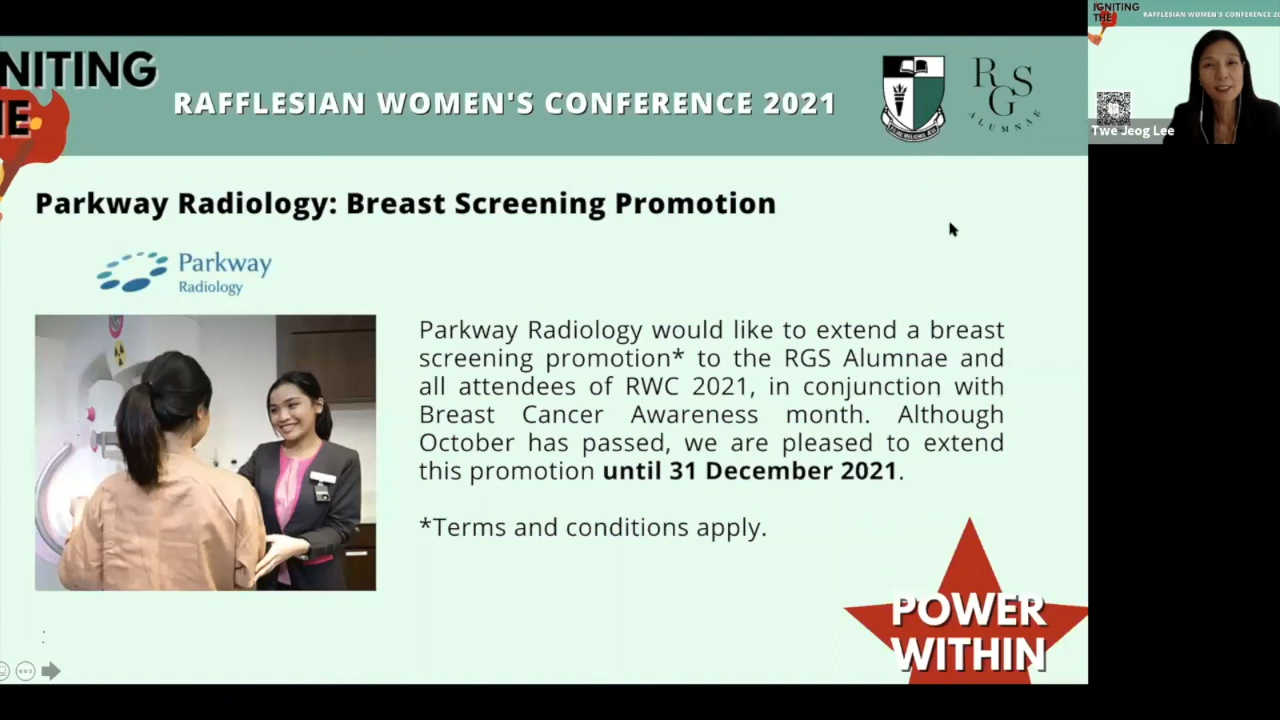 NITING
HE
RAFFLESIAN WOMEN'S CONFERENCE 2021
RGS
ALUMNAE
Parkway Radiology: Breast Screening Promotion
Parkway
Radiology
Parkway Radiology would like to extend a breast
screening promotion* to the RGS Alumnae and
all attendees of RWC 2021, in conjunction with
Breast Cancer Awareness month. Although
October has passed, we are pleased to extend
this promotion until 31 December 2021.
*Terms and conditions apply.
POWER
WITHIN
IGNITING
THE
RAFFLESIAN WOMEN'S CONFERENCE 20
Twe Jeog Lee